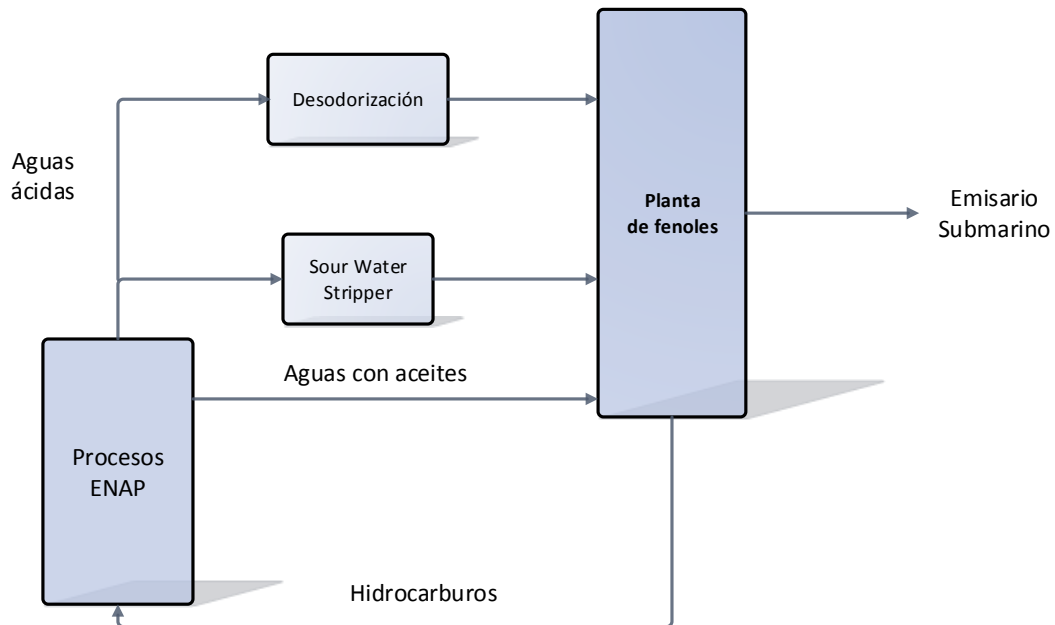 Desodorización
Aguas
ácidas
Planta
de fenoles
Emisario
Submarino
Sour Water
Stripper
Aguas con aceites
Procesos
ENAP
Hidrocarburos